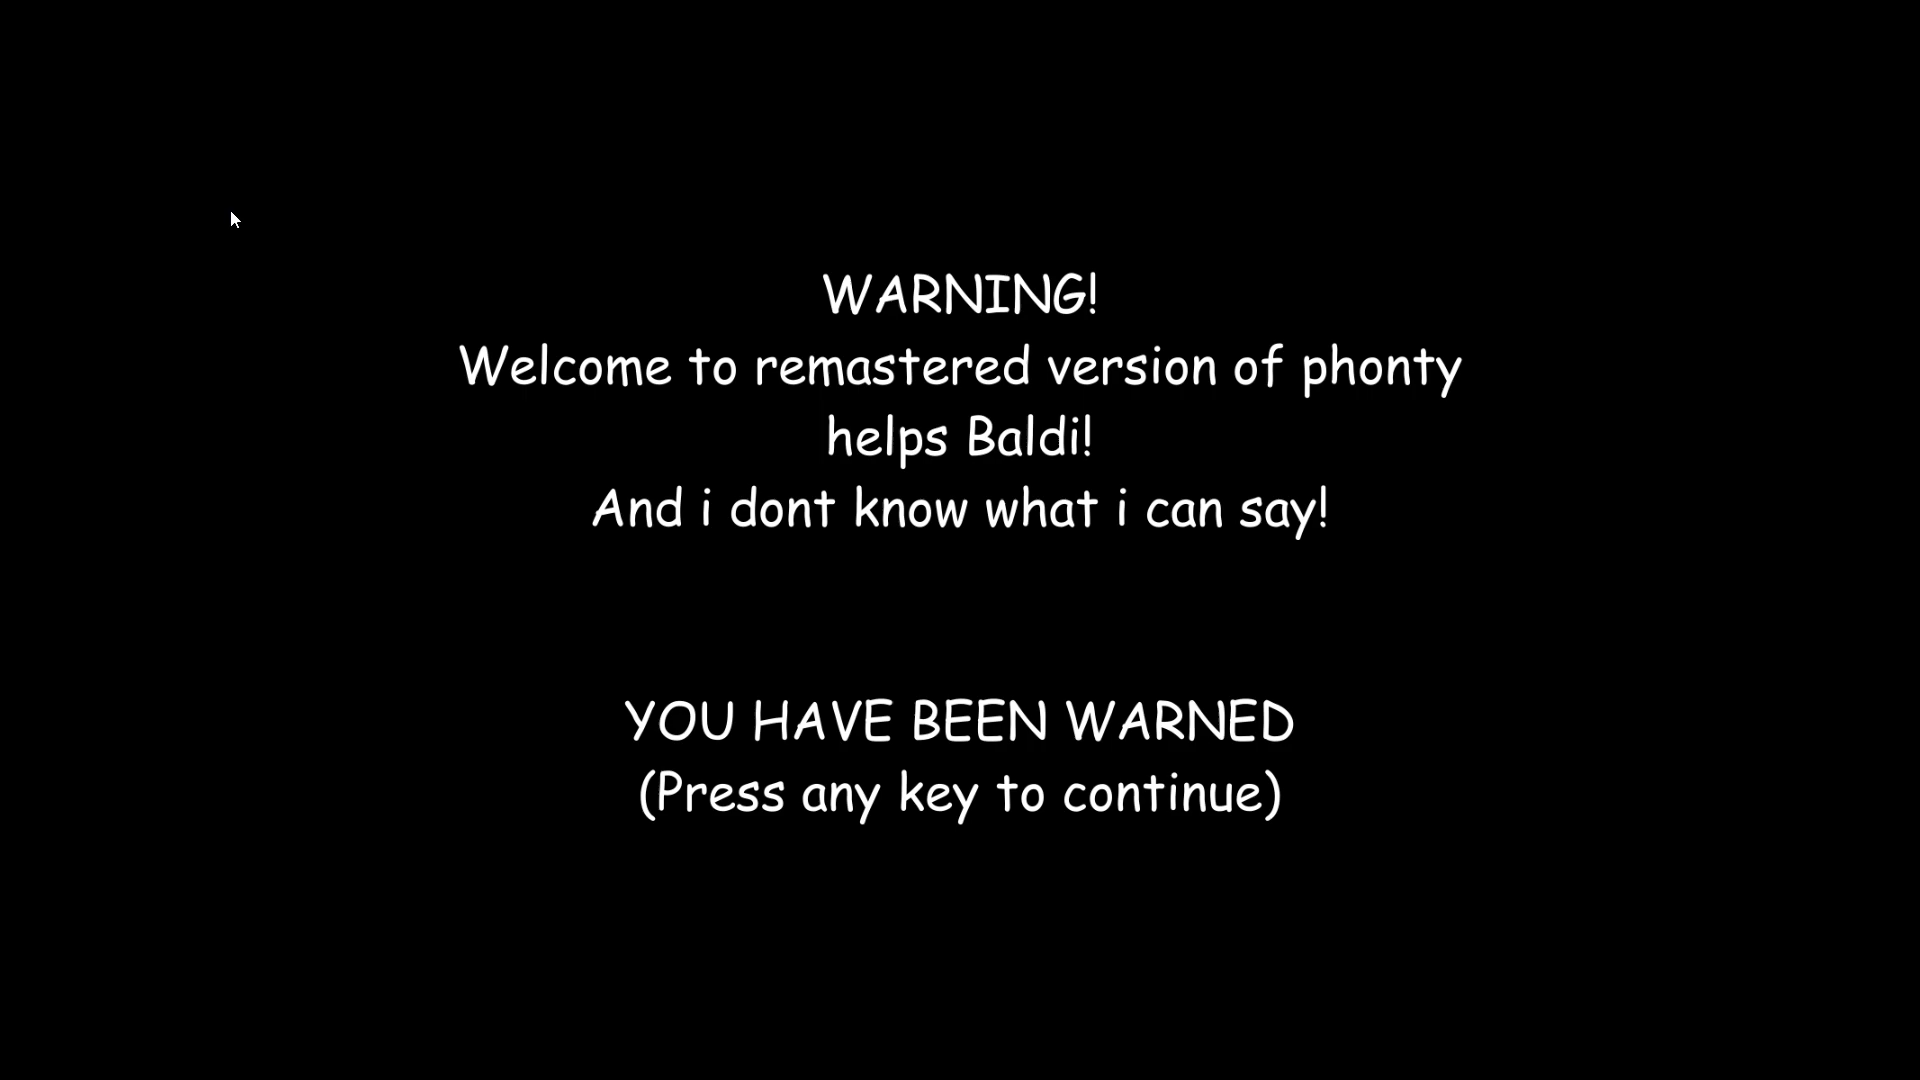 WARNING!
Welcome to remastered version of phonty
helps Baldi!
And i dont know what i can say!
YOU HAVE BEEN WARNED
(Press any key to continue)